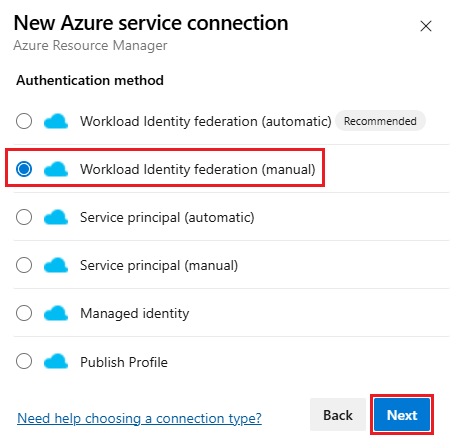 New Azure service connection
Azure Resource Manager
Authentication method
Workload Identity federation (automatic) Recommended
Workload Identity federation (manual)
Service principal (automatic)
Service principal (manual)
Managed identity
Publish Profile
Need help choosing a connection type? Back Next